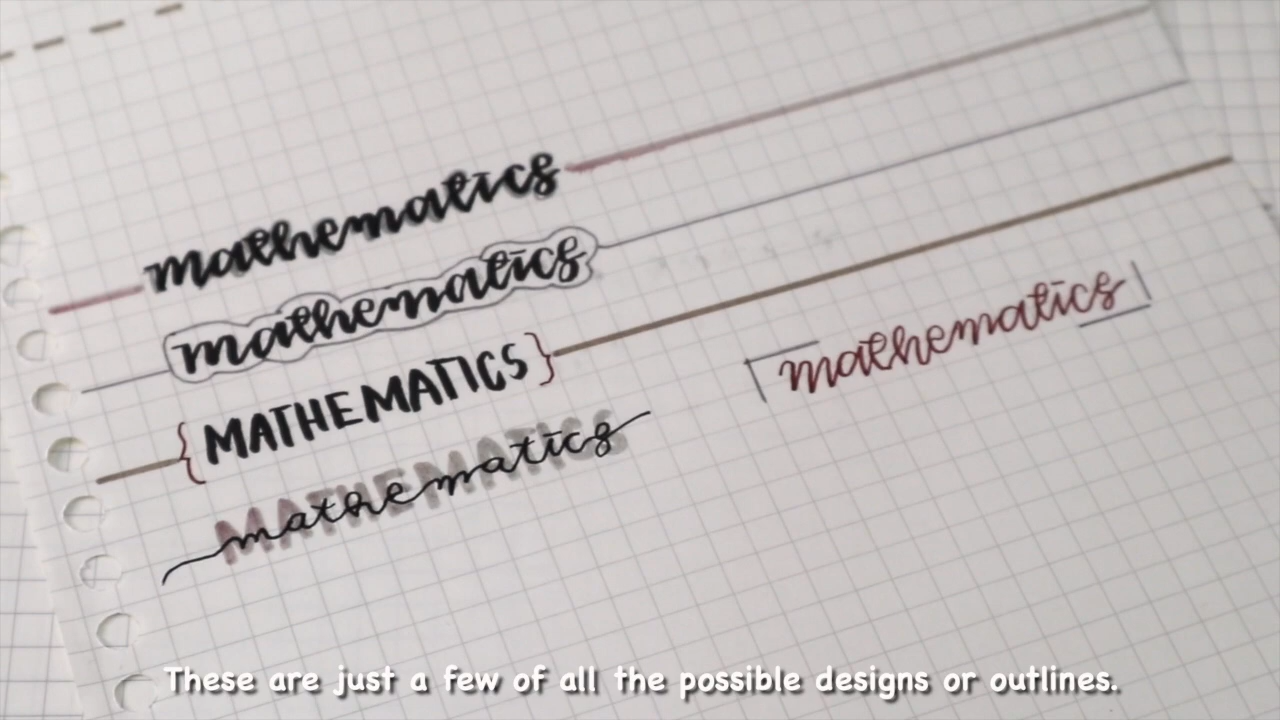 mathematics
mathematics
{ MATHEMATICS }
MATHEMATICS
mathematics
mathematics
These are just a few of all the possible designs or outlines.